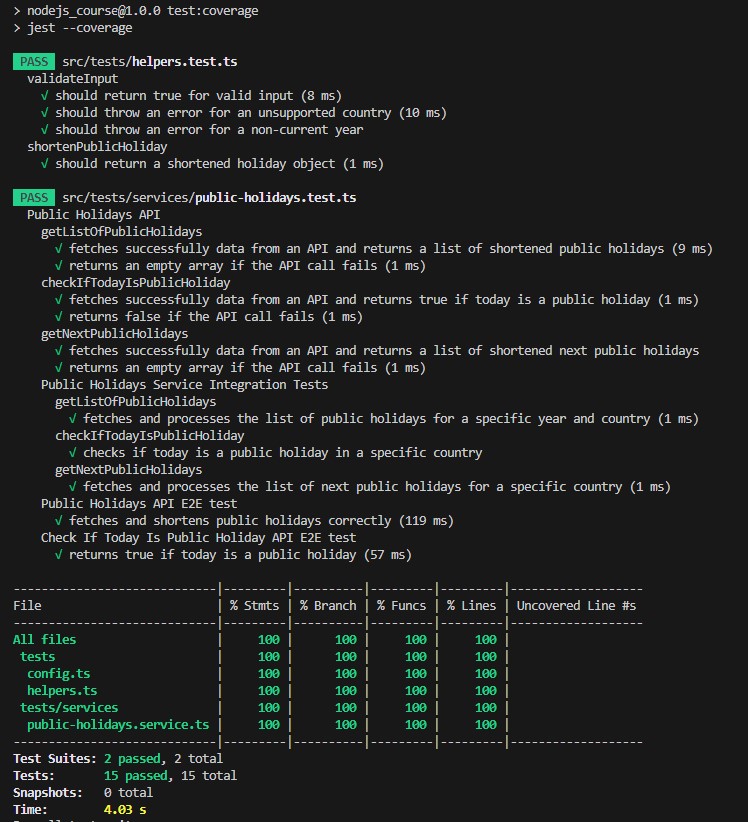 > nodejs_course@1.0.0 test:coverage
> jest --coverage
PASS src/tests/helpers.test.ts
validateInput
√ should return true for valid input (8 ms)
√ should throw an error for an unsupported country (10 ms)
√ should throw an error for a non-current year
shortenPublicHoliday
√ should return a shortened holiday object (1 ms)
PASS src/tests/services/public-holidays.test.ts
Public Holidays API
getListOfPublicHolidays
√ fetches successfully data from an API and returns a list of shortened public holidays (9 ms)
√ returns an empty array if the API call fails (1 ms)
checkIfTodayIsPublicHoliday
√ fetches successfully data from an API and returns true if today is a public holiday (1 ms)
√ returns false if the API call fails (1 ms)
getNextPublicHolidays
√ fetches successfully data from an API and returns a list of shortened next public holidays
√ returns an empty array if the API call fails (1 ms)
Public Holidays Service Integration Tests
getListOfPublicHolidays
√ fetches and processes the list of public holidays for a specific year and country (1 ms)
checkIfTodayIsPublicHoliday
√ checks if today is a public holiday in a specific country
getNextPublicHolidays
√ fetches and processes the list of next public holidays for a specific country (1 ms)
Public Holidays API E2E test
√ fetches and shortens public holidays correctly (119 ms)
Check If Today Is Public Holiday API E2E test
√ returns true if today is a public holiday (57 ms)
-----------------------------|---------|----------|---------|---------|-------------------
File | % Stmts | % Branch | % Funcs | % Lines | Uncovered Line #s
-----------------------------|---------|----------|---------|---------|-------------------
All files | 100 | 100 | 100 | 100 |
tests | 100 | 100 | 100 | 100 |
config.ts | 100 | 100 | 100 | 100 |
helpers.ts | 100 | 100 | 100 | 100 |
tests/services | 100 | 100 | 100 | 100 |
public-holidays.service.ts | 100 | 100 | 100 | 100 |
-----------------------------|---------|----------|---------|---------|-------------------
Test Suites: 2 passed, 2 total
Tests: 15 passed, 15 total
Snapshots: 0 total
Time: 4.03 s